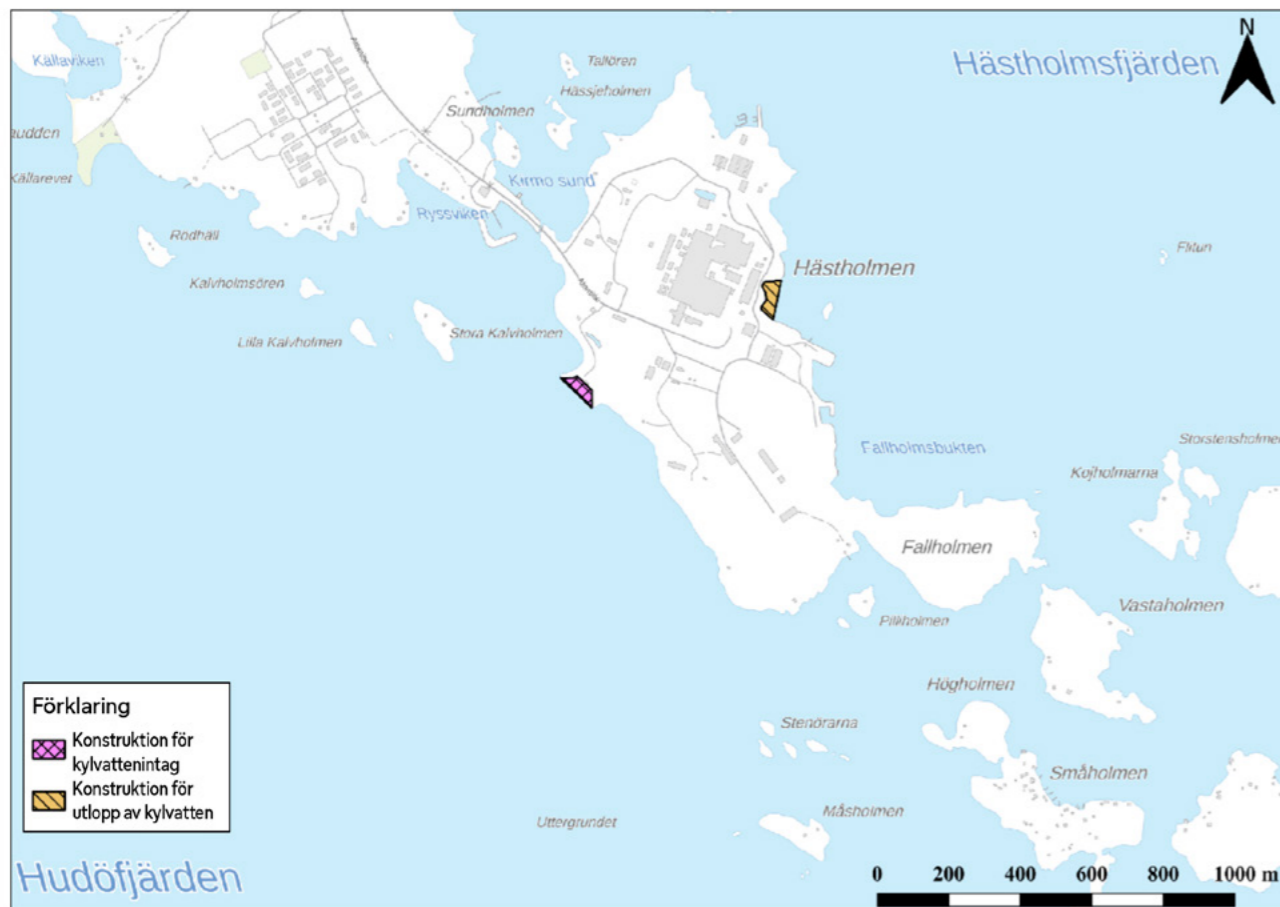 N
Hästholmsfjärden
Källaviken
Tallören
Hässjeholmen
Sundholmen
udden
Källarevet
Kirmo sund
Ryssviken
Rödhäll
Kalvholmsören
Lilla Kalvholmen
Stora Kalvholmen
Hästholmen
Flitun
Fallholmsbukten
Storstensholmen
Kojholmarna
Fallholmen
Pilkholmen
Vastaholmen
Högholmen
Stenörarna
Småholmen
Måsholmen
Uttergrundet
Hudöfjärden
Förklaring
Konstruktion för
kylvattenintag
Konstruktion för
utlopp av kylvatten
0 200 400 600 800 1000 m